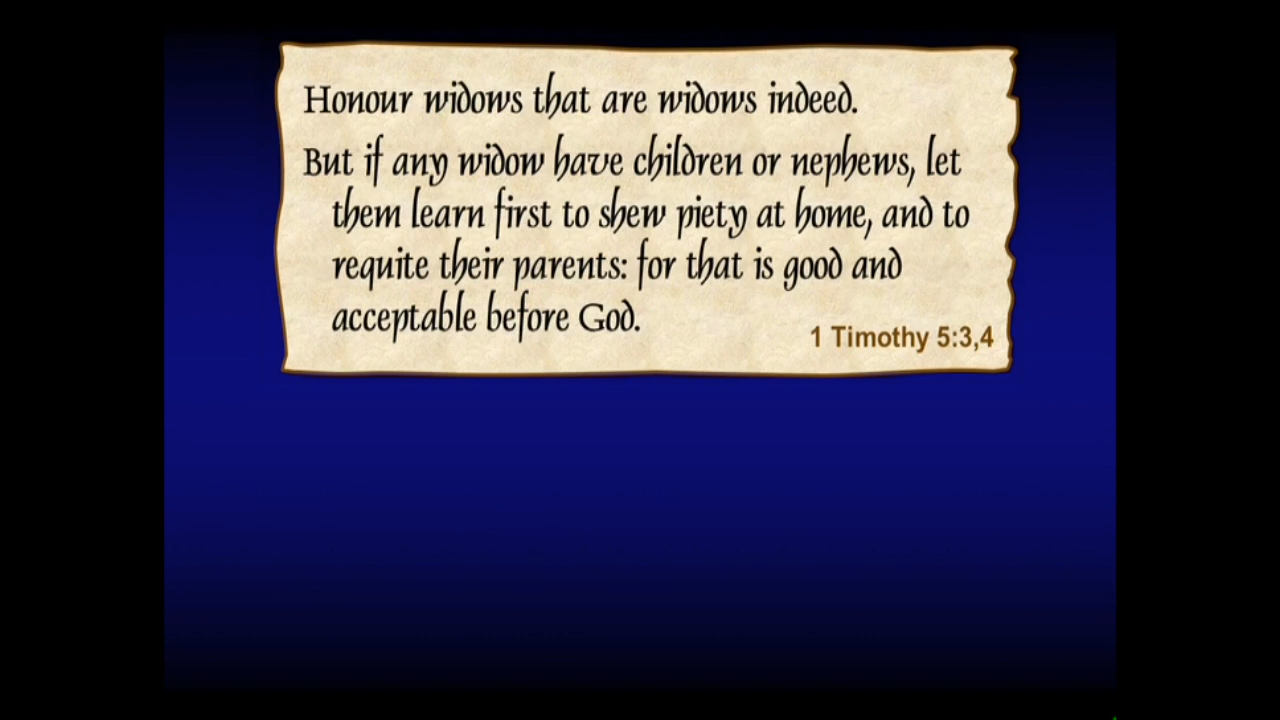 Honour widows that are widows indeed.
But if any widow have children or nephews, let
them learn first to shew piety at home, and to
requite their parents: for that is good and
acceptable before God.
1 Timothy 5:3,4